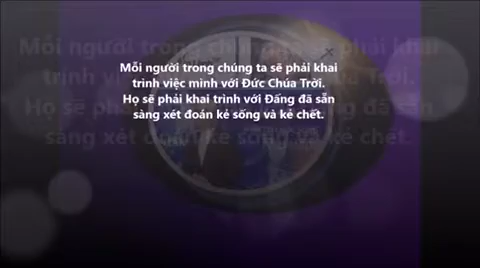 Mỗi người trong chúng ta sẽ phải khai
trình việc mình với Đức Chúa Trời.
Họ sẽ phải khai trình với Đấng đã sẵn
sàng xét đoán kẻ sống và kẻ chết.